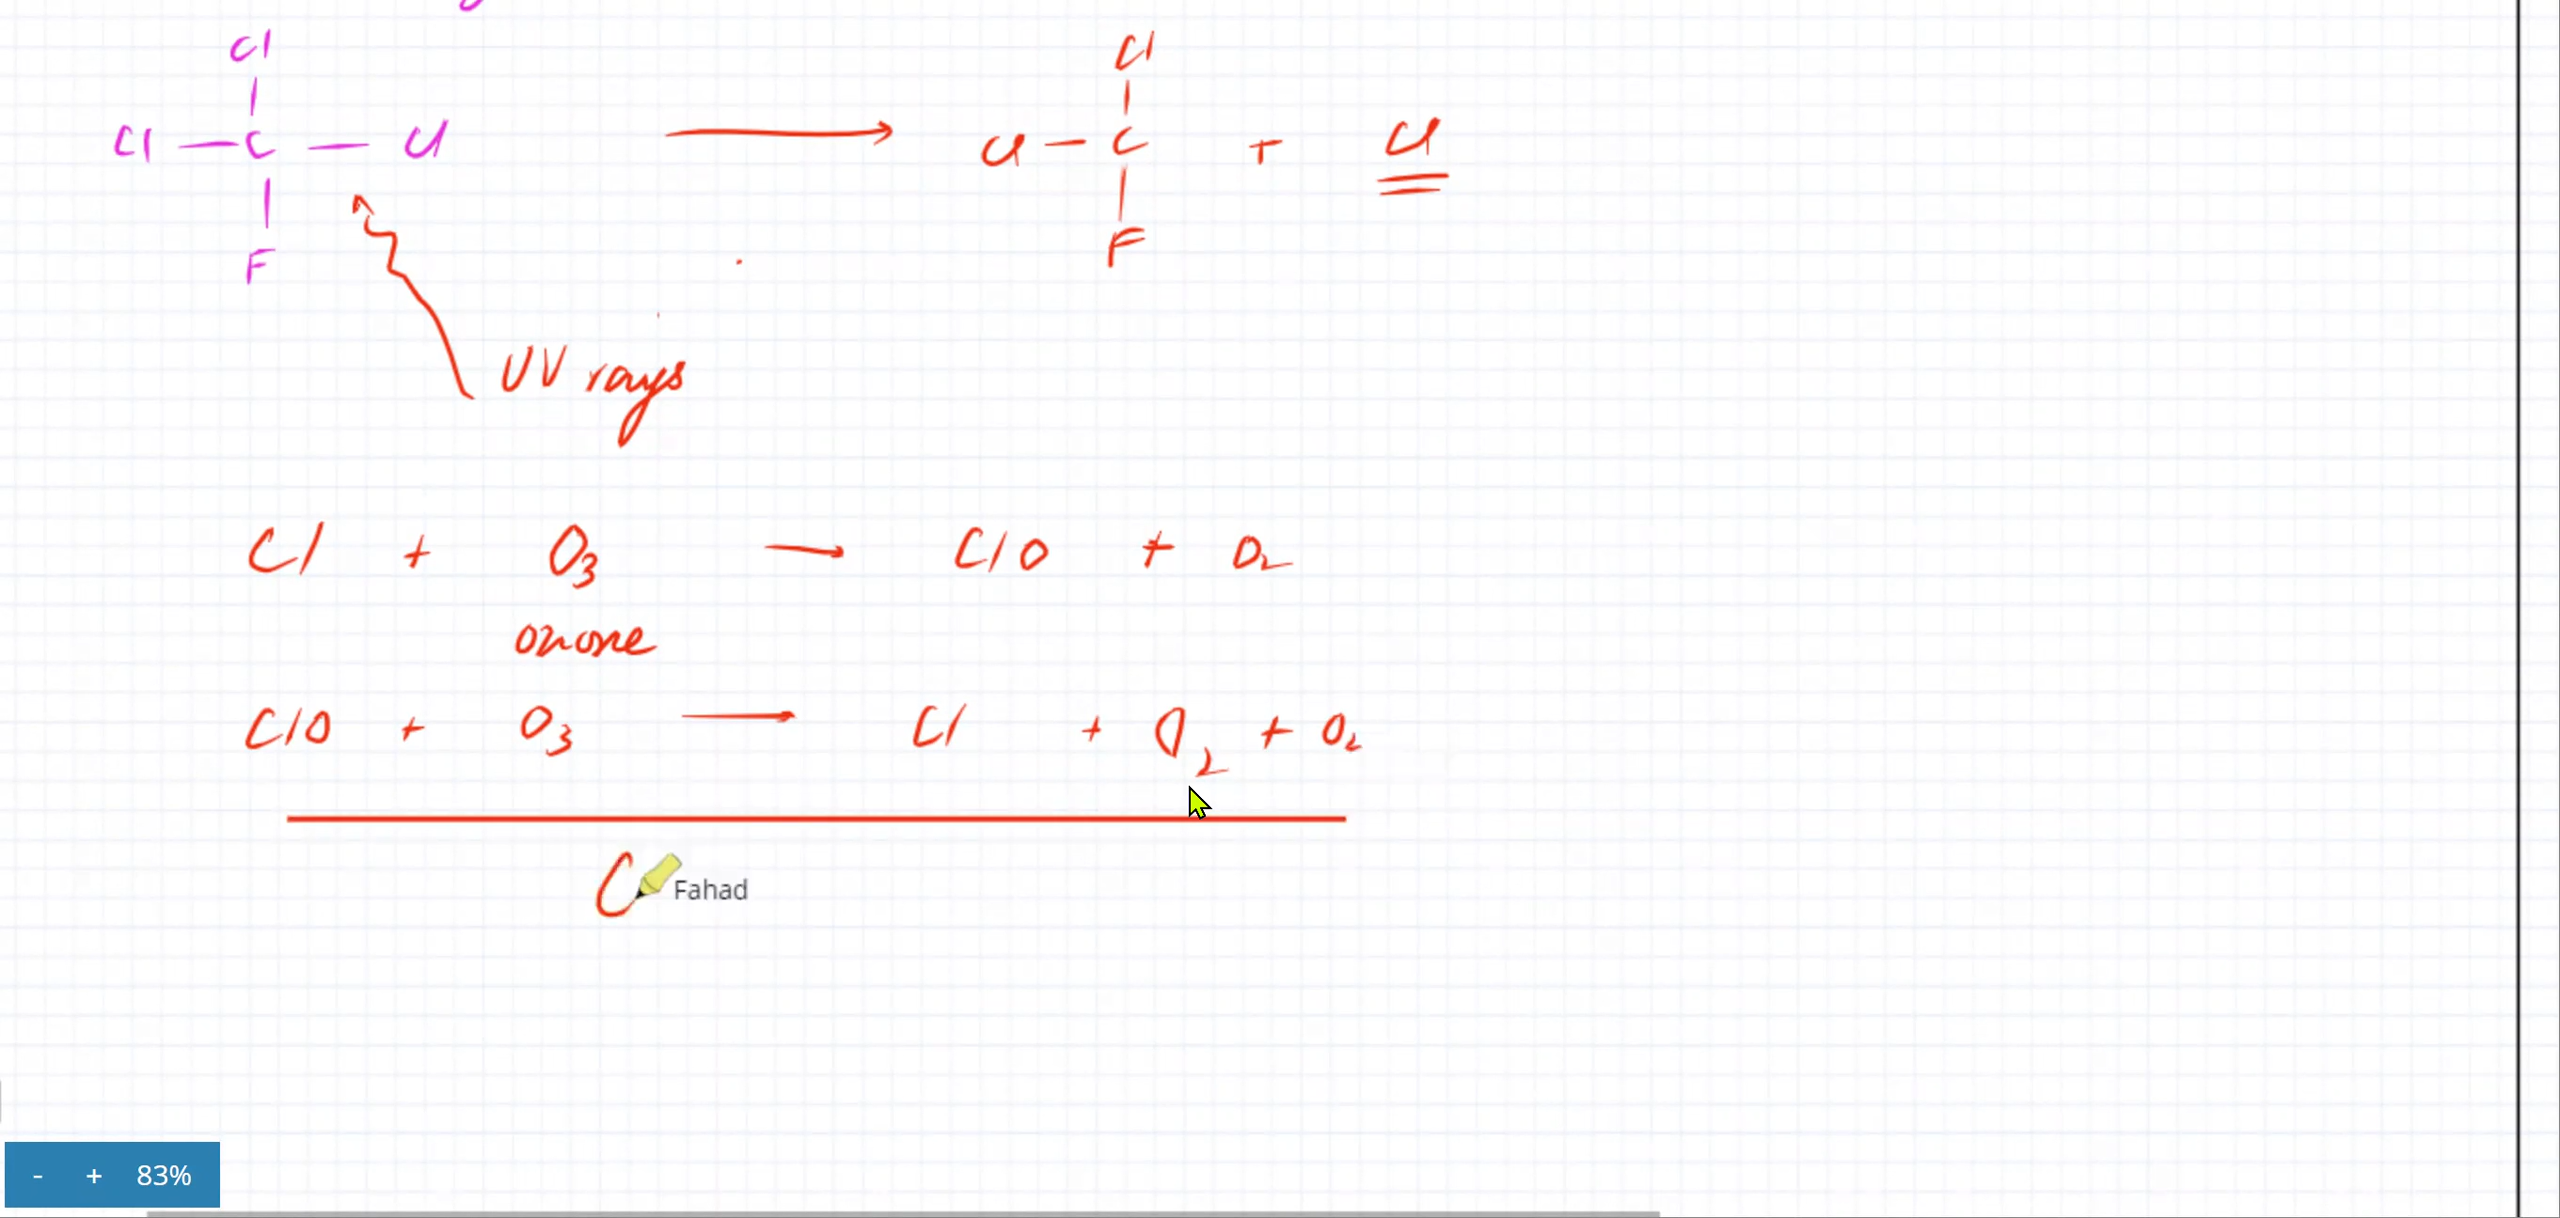 Cl Cl
Cl — C — Cl → Cl — C + Cl
F F
UV rays
Cl + O3 → ClO + O2
ozone
ClO + O3 → Cl + O2 + O2
Fahad
- + 83%